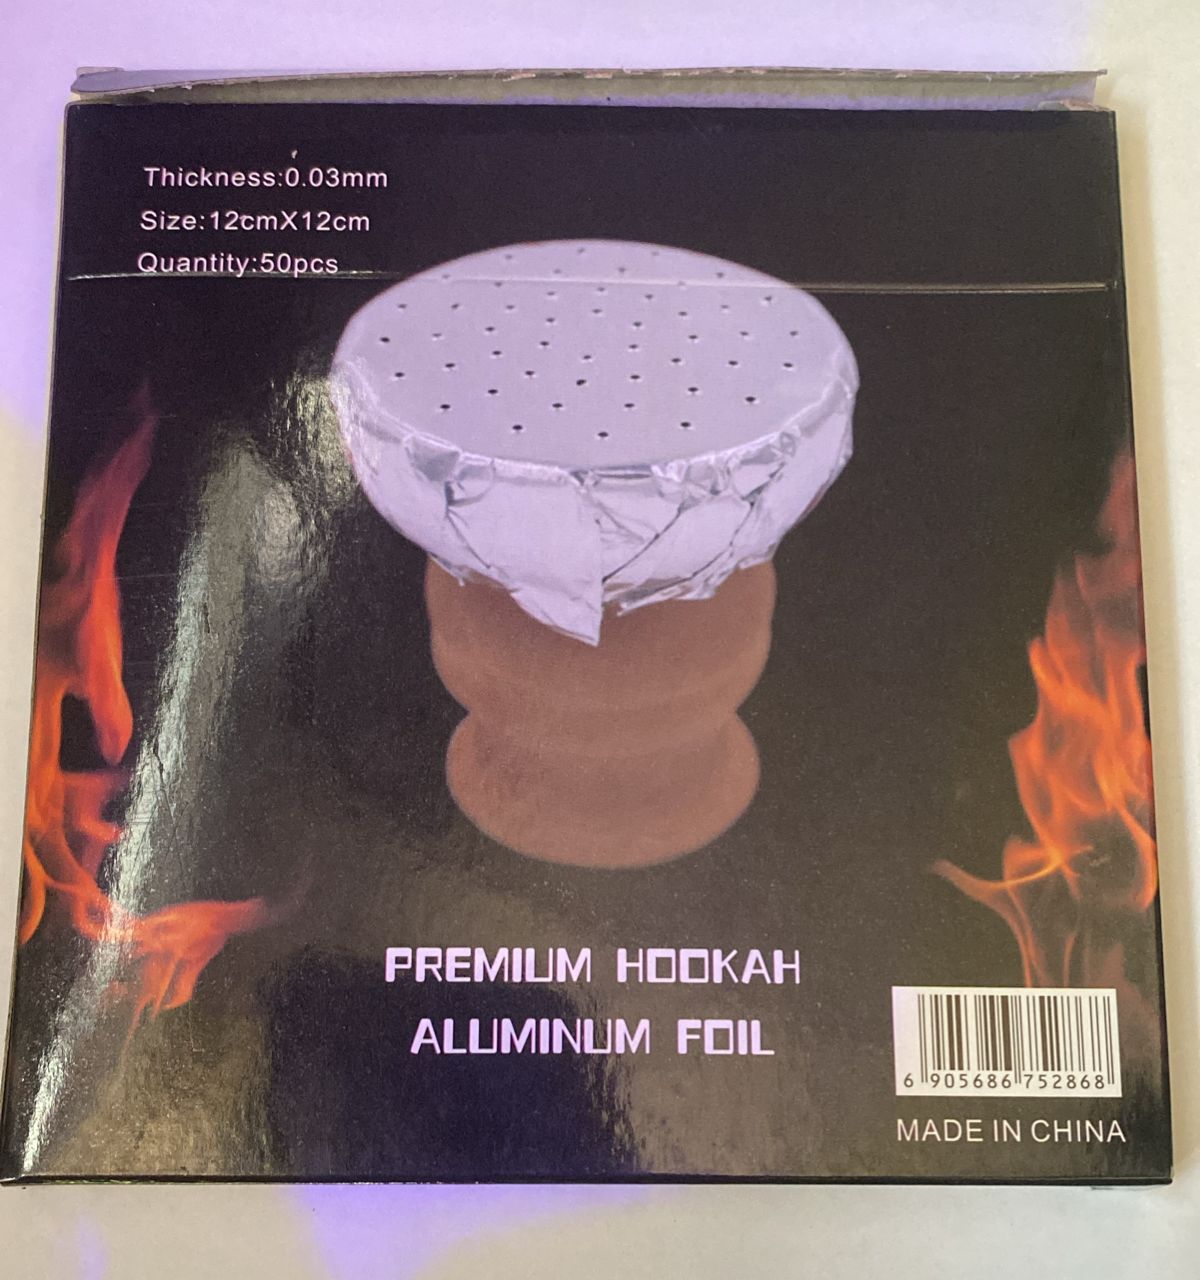 Thickness:0.03mm
Size:12cmX12cm
Quantity:50pcs
PREMIUM HOOKAH
ALUMINUM FOIL
6 905686 752868
MADE IN CHINA